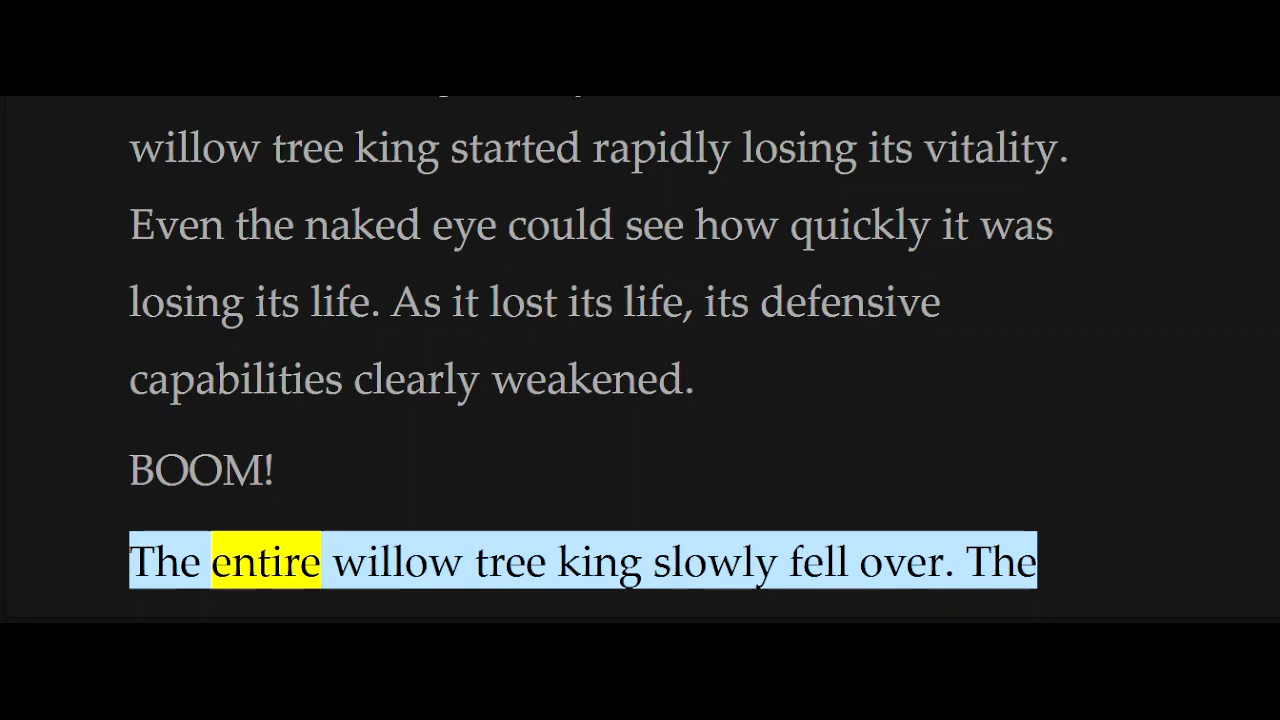 willow tree king started rapidly losing its vitality.
Even the naked eye could see how quickly it was
losing its life. As it lost its life, its defensive
capabilities clearly weakened.
BOOM!
The entire willow tree king slowly fell over. The